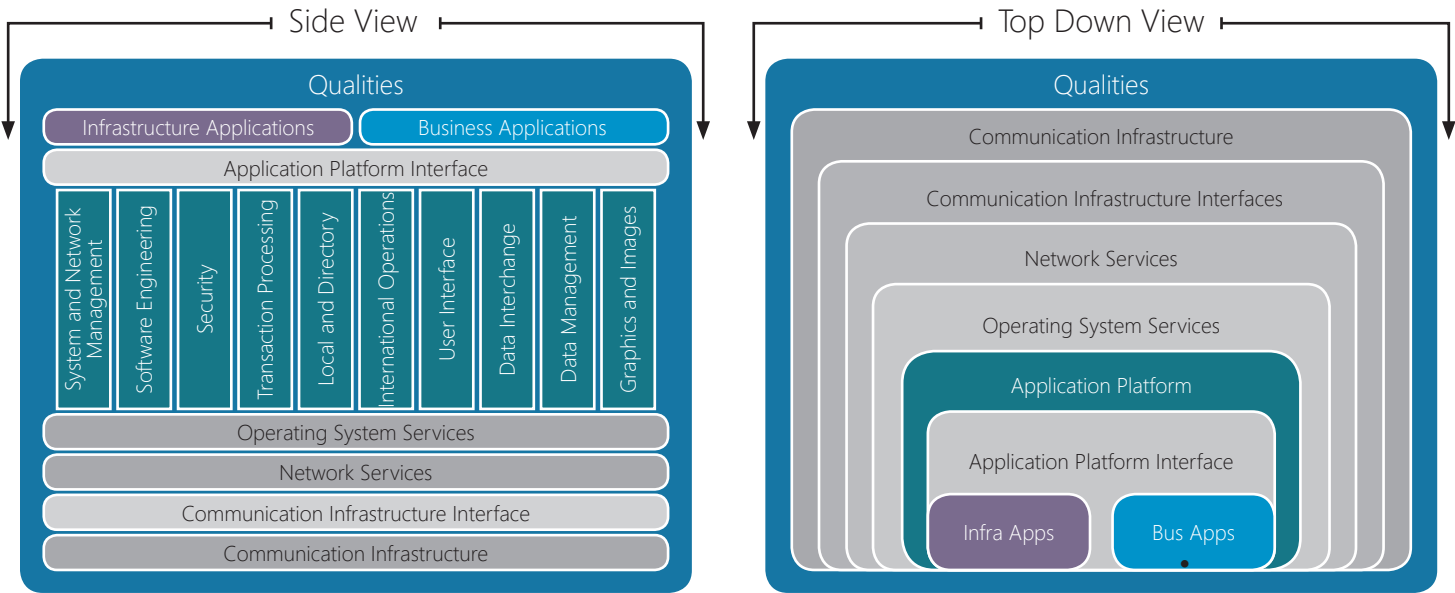 Side View
Qualities
Infrastructure Applications
Business Applications
Application Platform Interface
System and Network
Management
Software Engineering
Security
Transaction Processing
Local and Directory
International Operations
User Interface
Data Interchange
Data Management
Graphics and Images
Operating System Services
Network Services
Communication Infrastructure Interface
Communication Infrastructure
Top Down View
Qualities
Communication Infrastructure
Communication Infrastructure Interfaces
Network Services
Operating System Services
Application Platform
Application Platform Interface
Infra Apps
Bus Apps